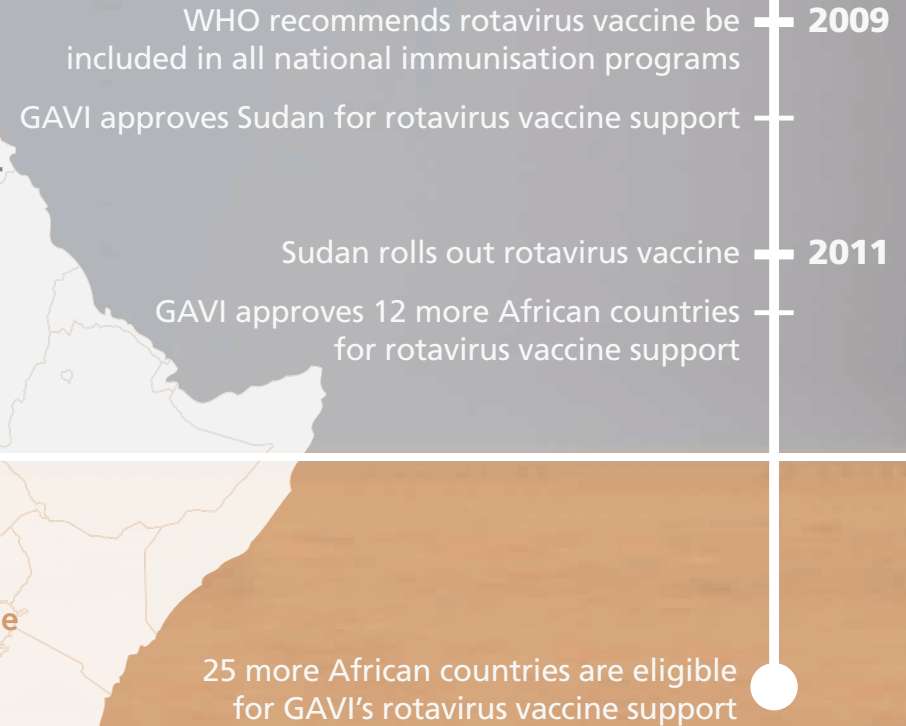 WHO recommends rotavirus vaccine be
included in all national immunisation programs
2009
GAVI approves Sudan for rotavirus vaccine support
Sudan rolls out rotavirus vaccine
2011
GAVI approves 12 more African countries
for rotavirus vaccine support
e
25 more African countries are eligible
for GAVI's rotavirus vaccine support